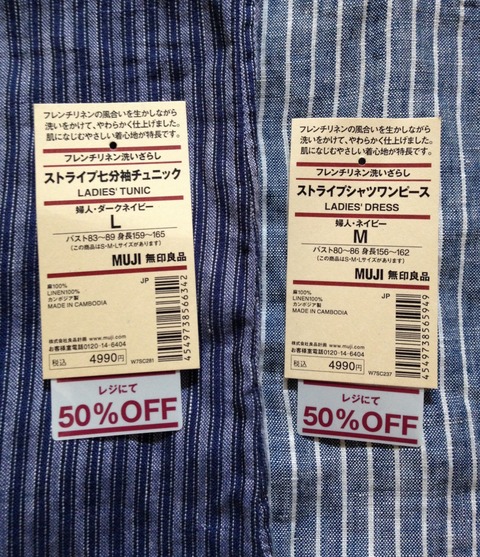 フレンチリネンの風合いを生かしながら
洗いをかけて、やわらかく仕上げました。
肌になじむやさしい着心地が特長です。
フレンチリネン洗いざらし
ストライプ七分袖チュニック
LADIES' TUNIC
婦人・ダークネイビー
L
バスト83〜89 身長159〜165
(この商品はS・M・Lサイズがあります)
MUJI 無印良品
JP
麻100%
LINEN100%
カンボジア製
MADE IN CAMBODIA
4549738566342
株式会社良品計画 www.muji.com
お客様室電話0120-14-6404
税込 4990円
W7SC281
レジにて
50%OFF
フレンチリネンの風合いを生かしながら
洗いをかけて、やわらかく仕上げました。
肌になじむやさしい着心地が特長です。
フレンチリネン洗いざらし
ストライプシャツワンピース
LADIES' DRESS
婦人・ネイビー
M
バスト80〜86 身長156〜162
(この商品はS・M・Lサイズがあります)
MUJI 無印良品
JP
麻100%
LINEN100%
カンボジア製
MADE IN CAMBODIA
4549738565949
株式会社良品計画 www.muji.com
お客様室電話0120-14-6404
税込 4990円
W7SC237
レジにて
50%OFF